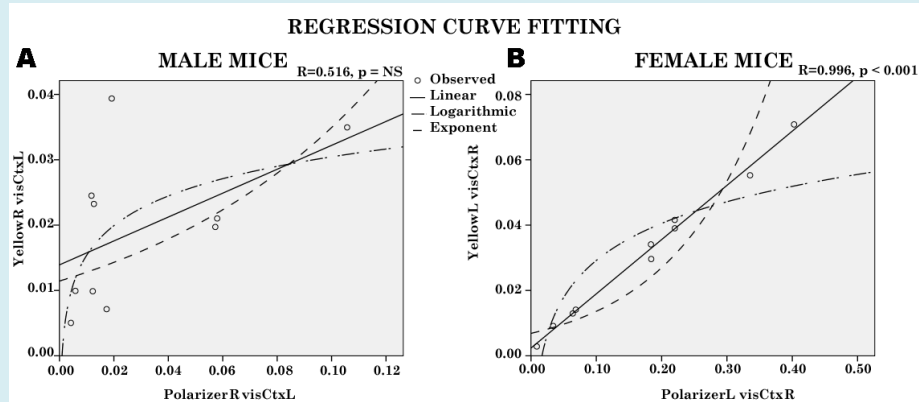 REGRESSION CURVE FITTING
A
MALE MICE
R=0.516, p = NS
Observed
Linear
Logarithmic
Exponent
YellowR visCtxL
0.04
0.03
0.02
0.01
0.00
0.00 0.02 0.04 0.06 0.08 0.10 0.12
PolarizerR visCtxL
B
FEMALE MICE
R=0.996, p < 0.001
YellowL visCtxR
0.08
0.06
0.04
0.02
0.00
0.00 0.10 0.20 0.30 0.40 0.50
PolarizerL visCtxR